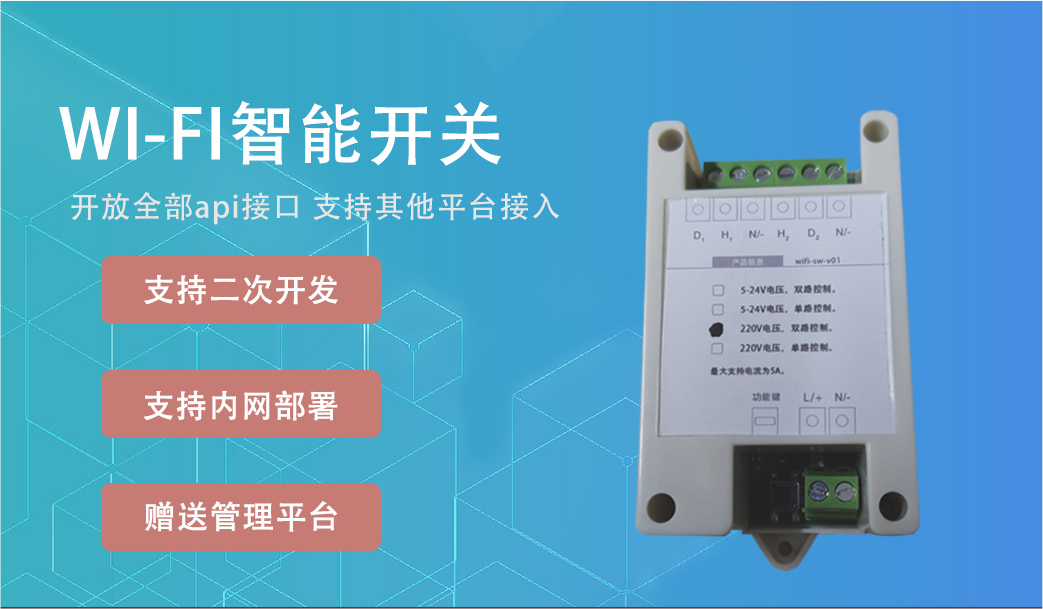 WI-FI智能开关
开放全部api接口 支持其他平台接入
支持二次开发
支持内网部署
赠送管理平台
D1 H1 N/- H2 D2 N/-
产品信息 wifi-sw-v01
5-24V电压，双路控制。
5-24V电压，单路控制。
220V电压，双路控制。
220V电压，单路控制。
最大支持电流为5A。
功能键 L/+ N/-